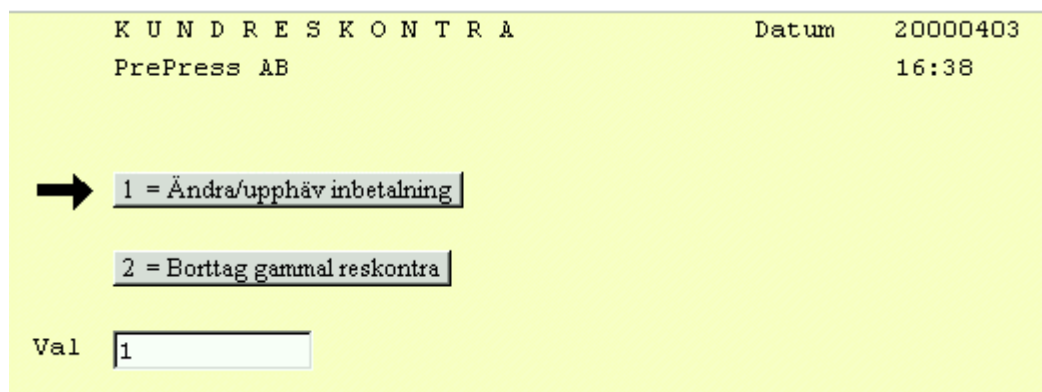 K U N D R E S K O N T R A Datum 20000403
PrePress AB 16:38
1 = Ändra/upphäv inbetalning
2 = Borttag gammal reskontra
Val 1